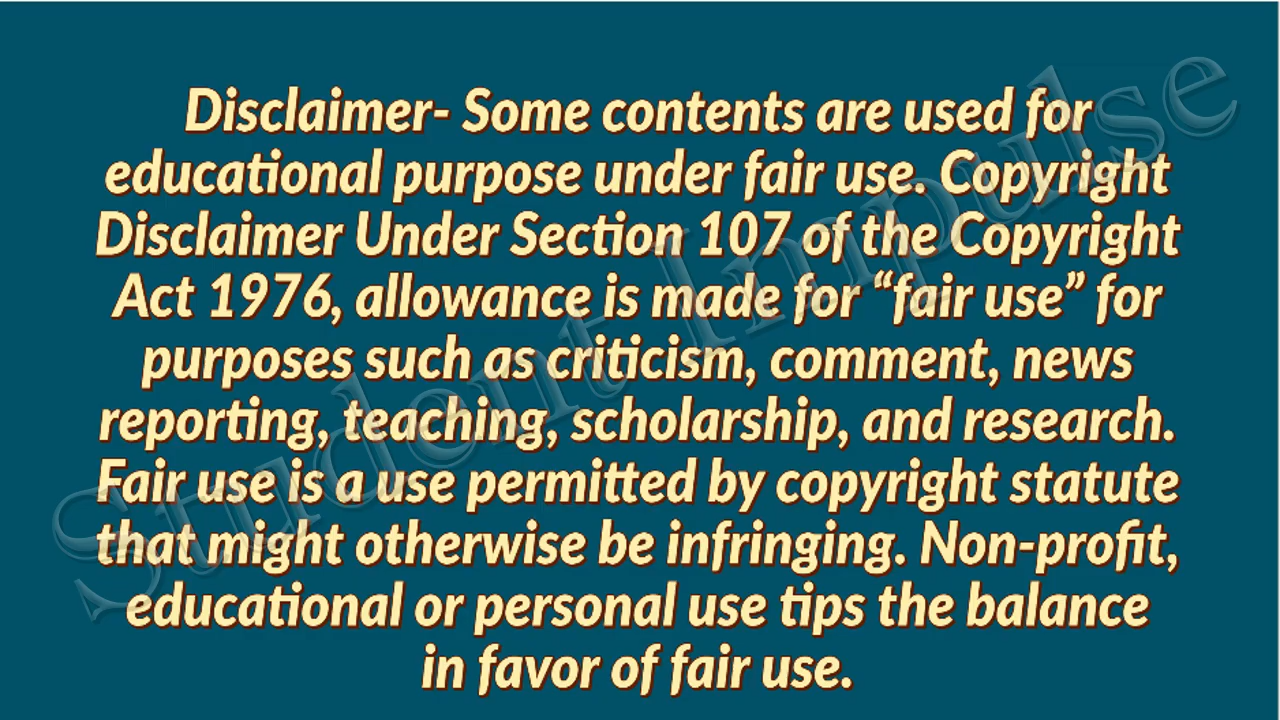 Disclaimer- Some contents are used for
educational purpose under fair use. Copyright
Disclaimer Under Section 107 of the Copyright
Act 1976, allowance is made for “fair use” for
purposes such as criticism, comment, news
reporting, teaching, scholarship, and research.
Fair use is a use permitted by copyright statute
that might otherwise be infringing. Non-profit,
educational or personal use tips the balance
in favor of fair use.
Student Impulse